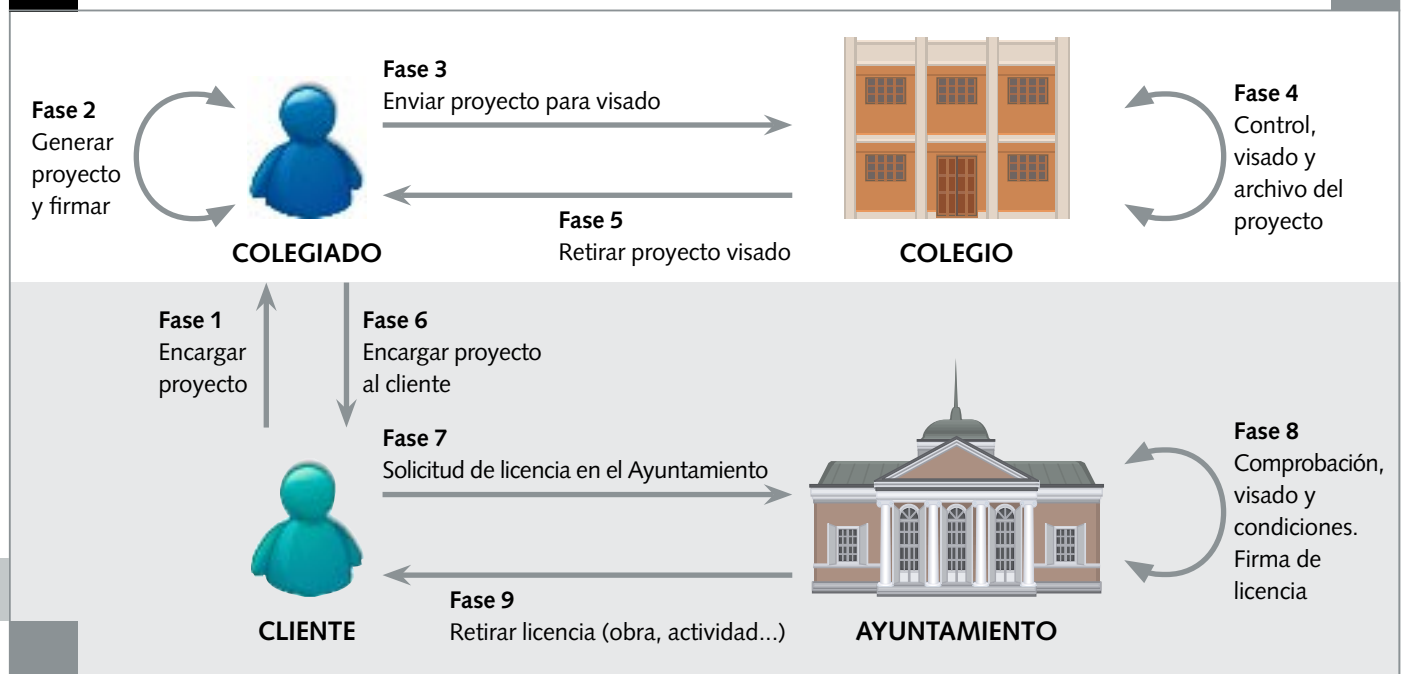 Fase 2
Generar
proyecto
y firmar
COLEGIADO
Fase 3
Enviar proyecto para visado
Fase 5
Retirar proyecto visado
COLEGIO
Fase 4
Control,
visado y
archivo del
proyecto
Fase 1
Encargar
proyecto
Fase 6
Encargar proyecto
al cliente
Fase 7
Solicitud de licencia en el Ayuntamiento
CLIENTE
Fase 9
Retirar licencia (obra, actividad…)
AYUNTAMIENTO
Fase 8
Comprobación,
visado y
condiciones.
Firma de
licencia